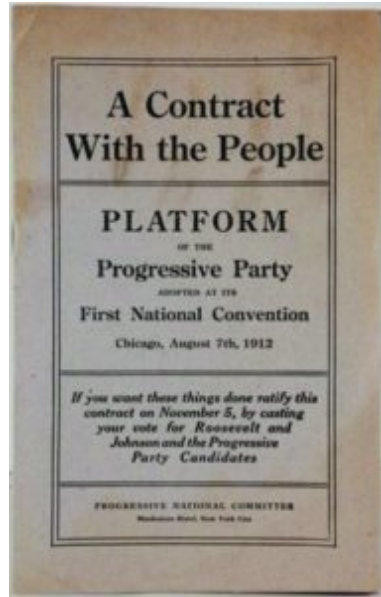 A Contract
With the People
PLATFORM
OF THE
Progressive Party
ADOPTED AT ITS
First National Convention
Chicago, August 7th, 1912
If you want these things done ratify this
contract on November 5, by casting
your vote for Roosevelt and
Johnson and the Progressive
Party Candidates
PROGRESSIVE NATIONAL COMMITTEE
Manhattan Hotel, New York City